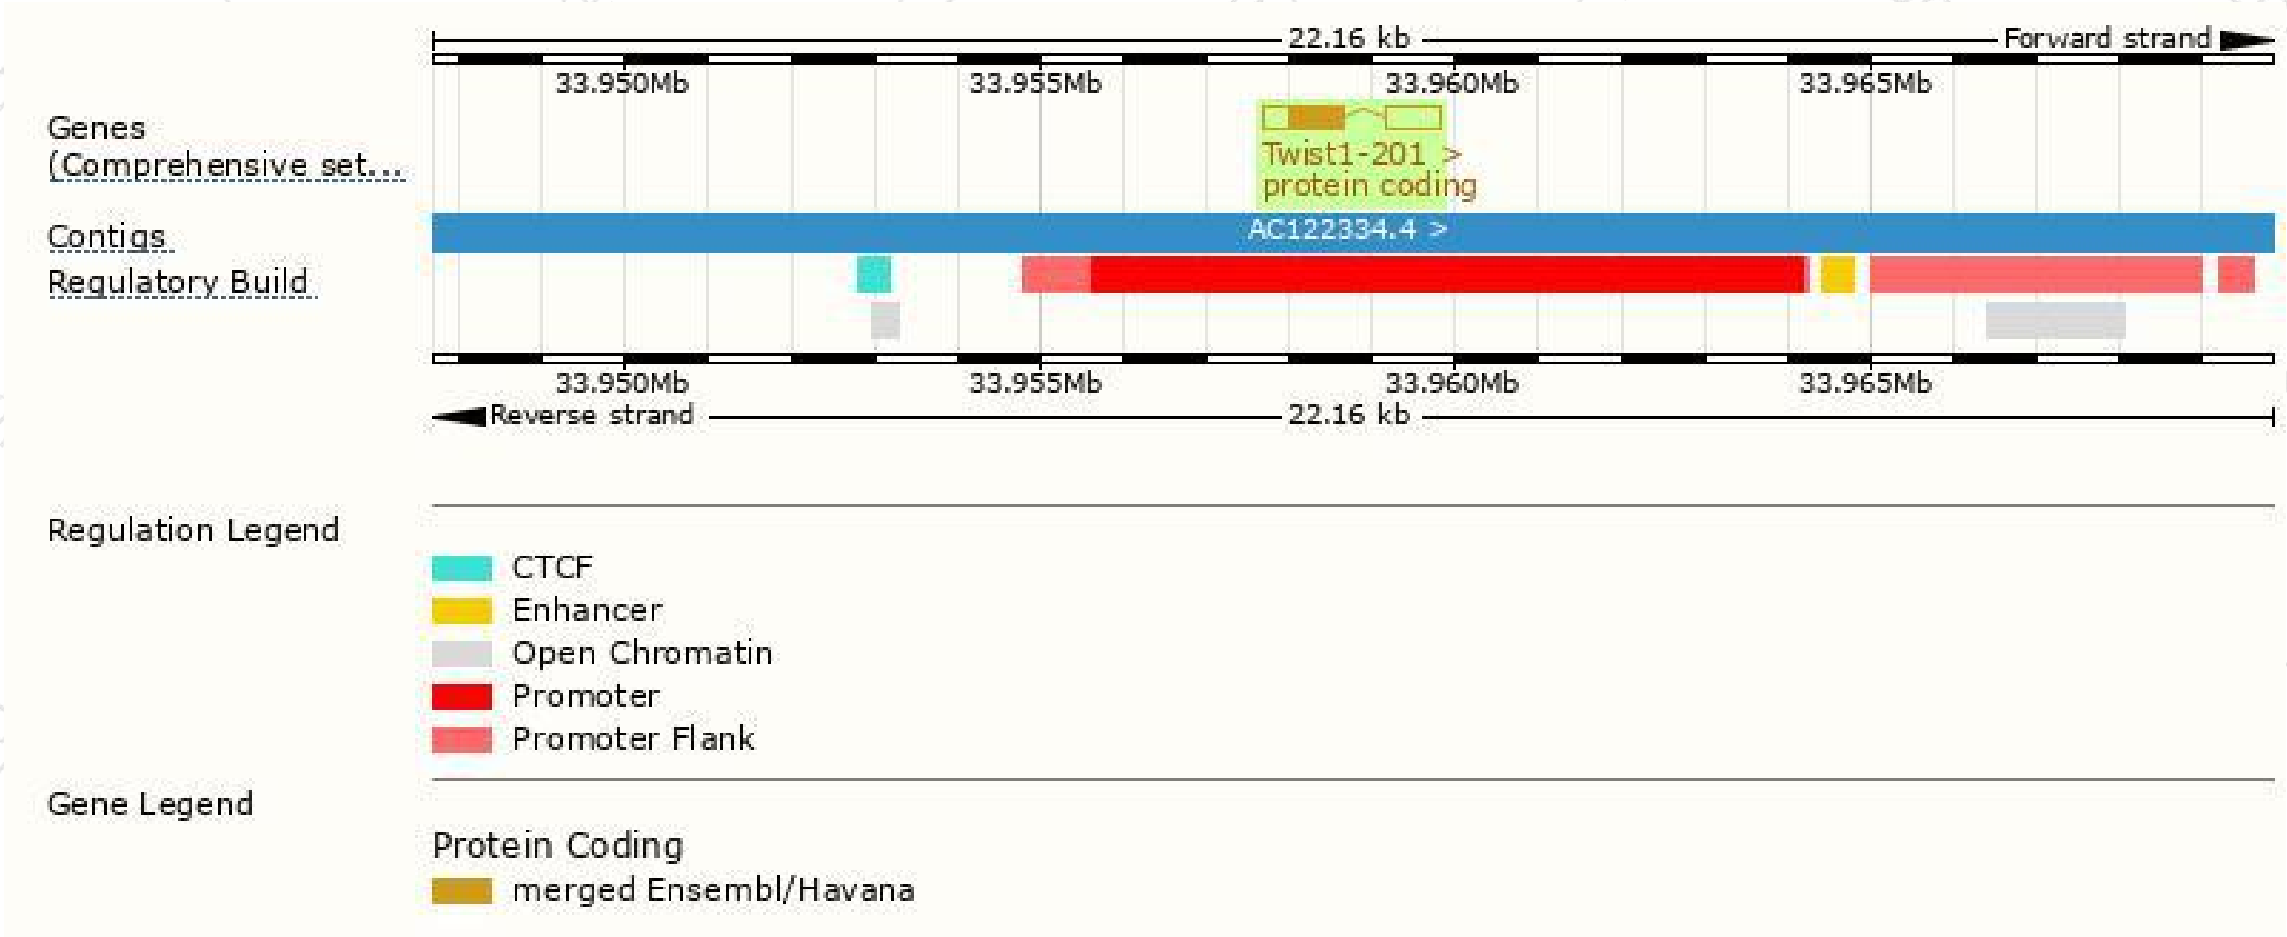 22.16 kb Forward strand
33.950Mb 33.955Mb 33.960Mb 33.965Mb
Genes
(Comprehensive set...
Twist1-201 >
protein coding
Contigs
AC122334.4 >
Regulatory Build
33.950Mb 33.955Mb 33.960Mb 33.965Mb
Reverse strand 22.16 kb
Regulation Legend
CTCF
Enhancer
Open Chromatin
Promoter
Promoter Flank
Gene Legend
Protein Coding
merged Ensembl/Havana